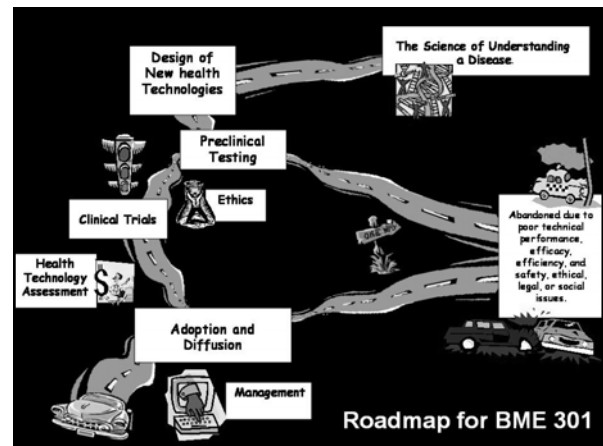 The Science of Understanding
a Disease
Design of
New health
Technologies
Preclinical
Testing
Ethics
Clinical Trials
Health
Technology
Assessment
$
Abandoned due to
poor technical
performance,
efficacy,
efficiency, and
safety, ethical,
legal, or social
issues.
ONE WAY
Adoption and
Diffusion
Management
Roadmap for BME 301